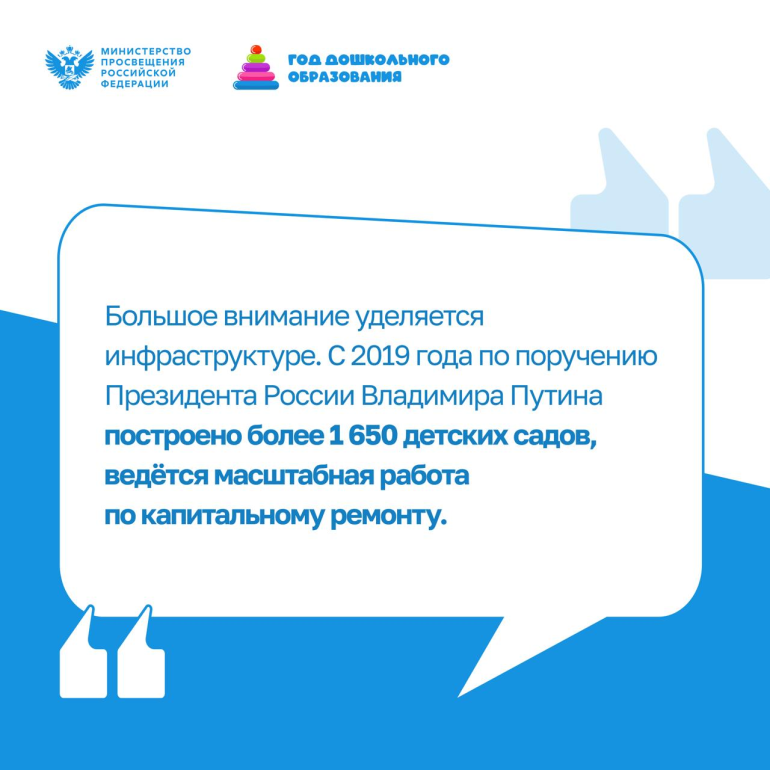 МИНИСТЕРСТВО
ПРОСВЕЩЕНИЯ
РОССИЙСКОЙ
ФЕДЕРАЦИИ
ГОД ДОШКОЛЬНОГО
ОБРАЗОВАНИЯ
Большое внимание уделяется
инфраструктуре. С 2019 года по поручению
Президента России Владимира Путина
построено более 1 650 детских садов,
ведётся масштабная работа
по капитальному ремонту.